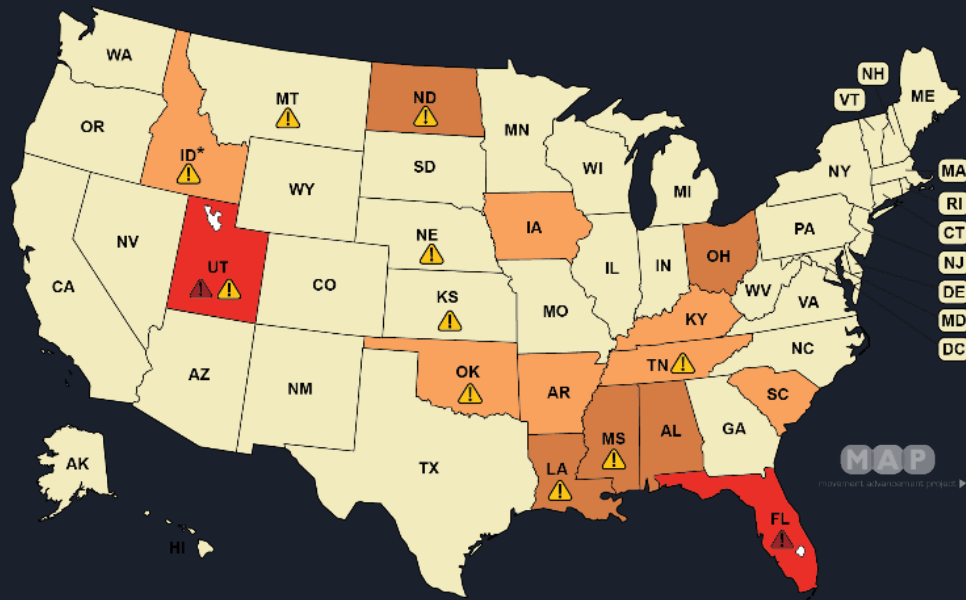 WA
OR
CA
NV
ID*
MT
WY
UT
CO
AZ
NM
ND
SD
NE
KS
OK
TX
MN
IA
MO
AR
LA
WI
IL
MI
IN
OH
KY
TN
MS
AL
GA
FL
SC
NC
VA
WV
PA
NY
VT
NH
ME
MA
RI
CT
NJ
DE
MD
DC
AK
HI
MAP
movement advancement project